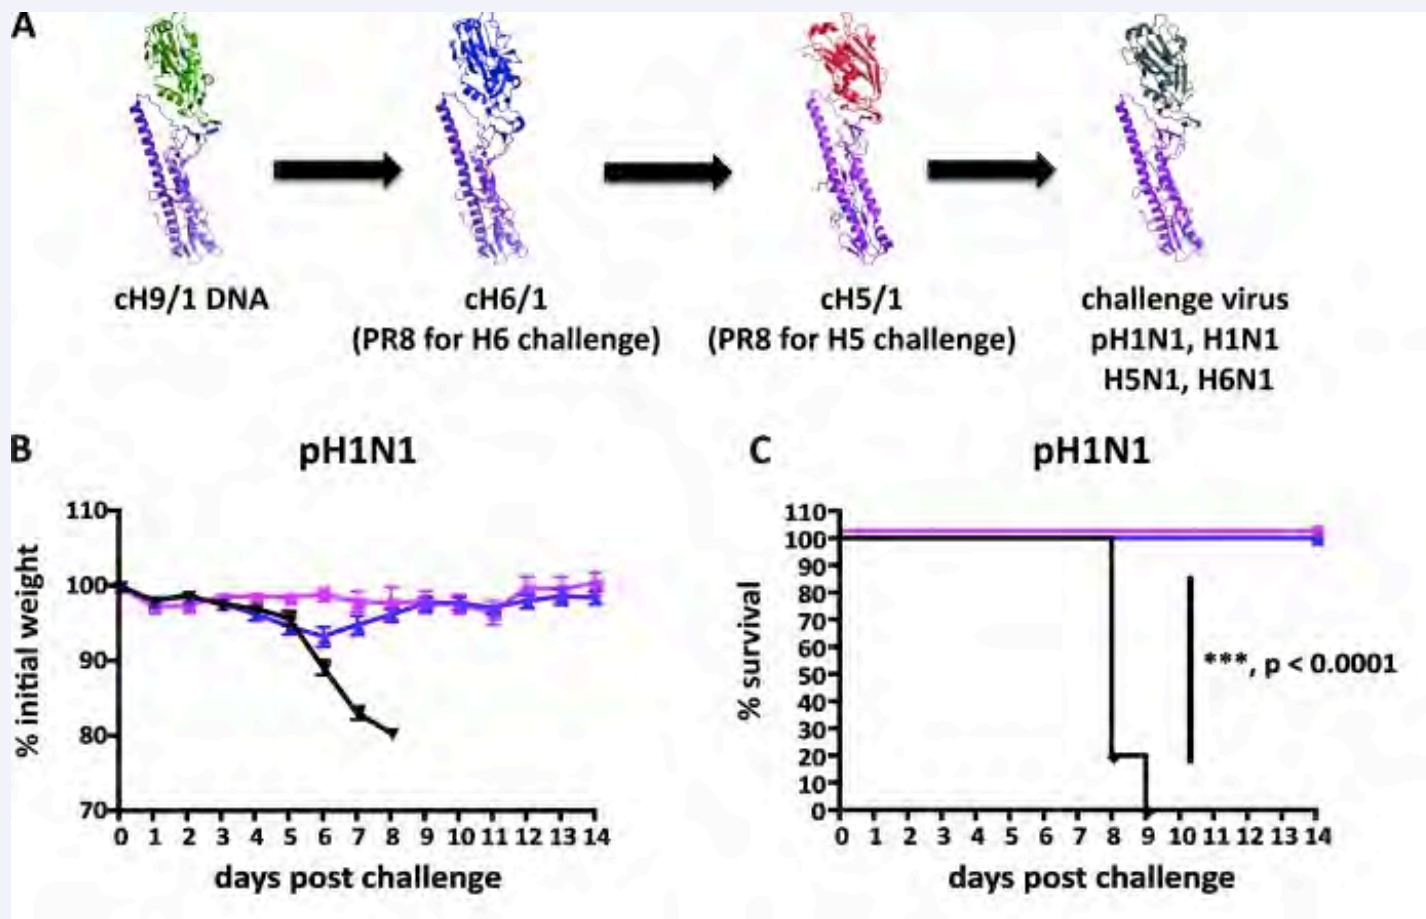 A
cH9/1 DNA
cH6/1
(PR8 for H6 challenge)
cH5/1
(PR8 for H5 challenge)
challenge virus
pH1N1, H1N1
H5N1, H6N1
B
pH1N1
% initial weight
110
100
90
80
70
0 1 2 3 4 5 6 7 8 9 10 11 12 13 14
days post challenge
C
pH1N1
% survival
110
100
90
80
70
60
50
40
30
20
10
0
***, p < 0.0001
0 1 2 3 4 5 6 7 8 9 10 11 12 13 14
days post challenge